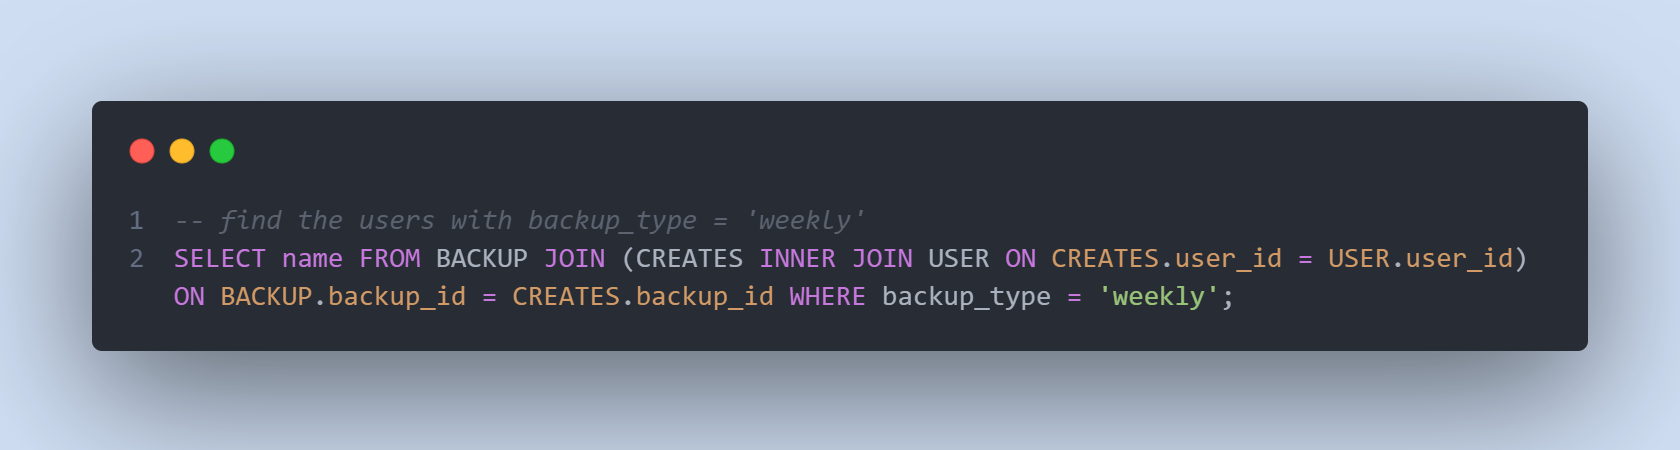 1 -- find the users with backup_type = 'weekly'
2 SELECT name FROM BACKUP JOIN (CREATES INNER JOIN USER ON CREATES.user_id = USER.user_id)
ON BACKUP.backup_id = CREATES.backup_id WHERE backup_type = 'weekly';